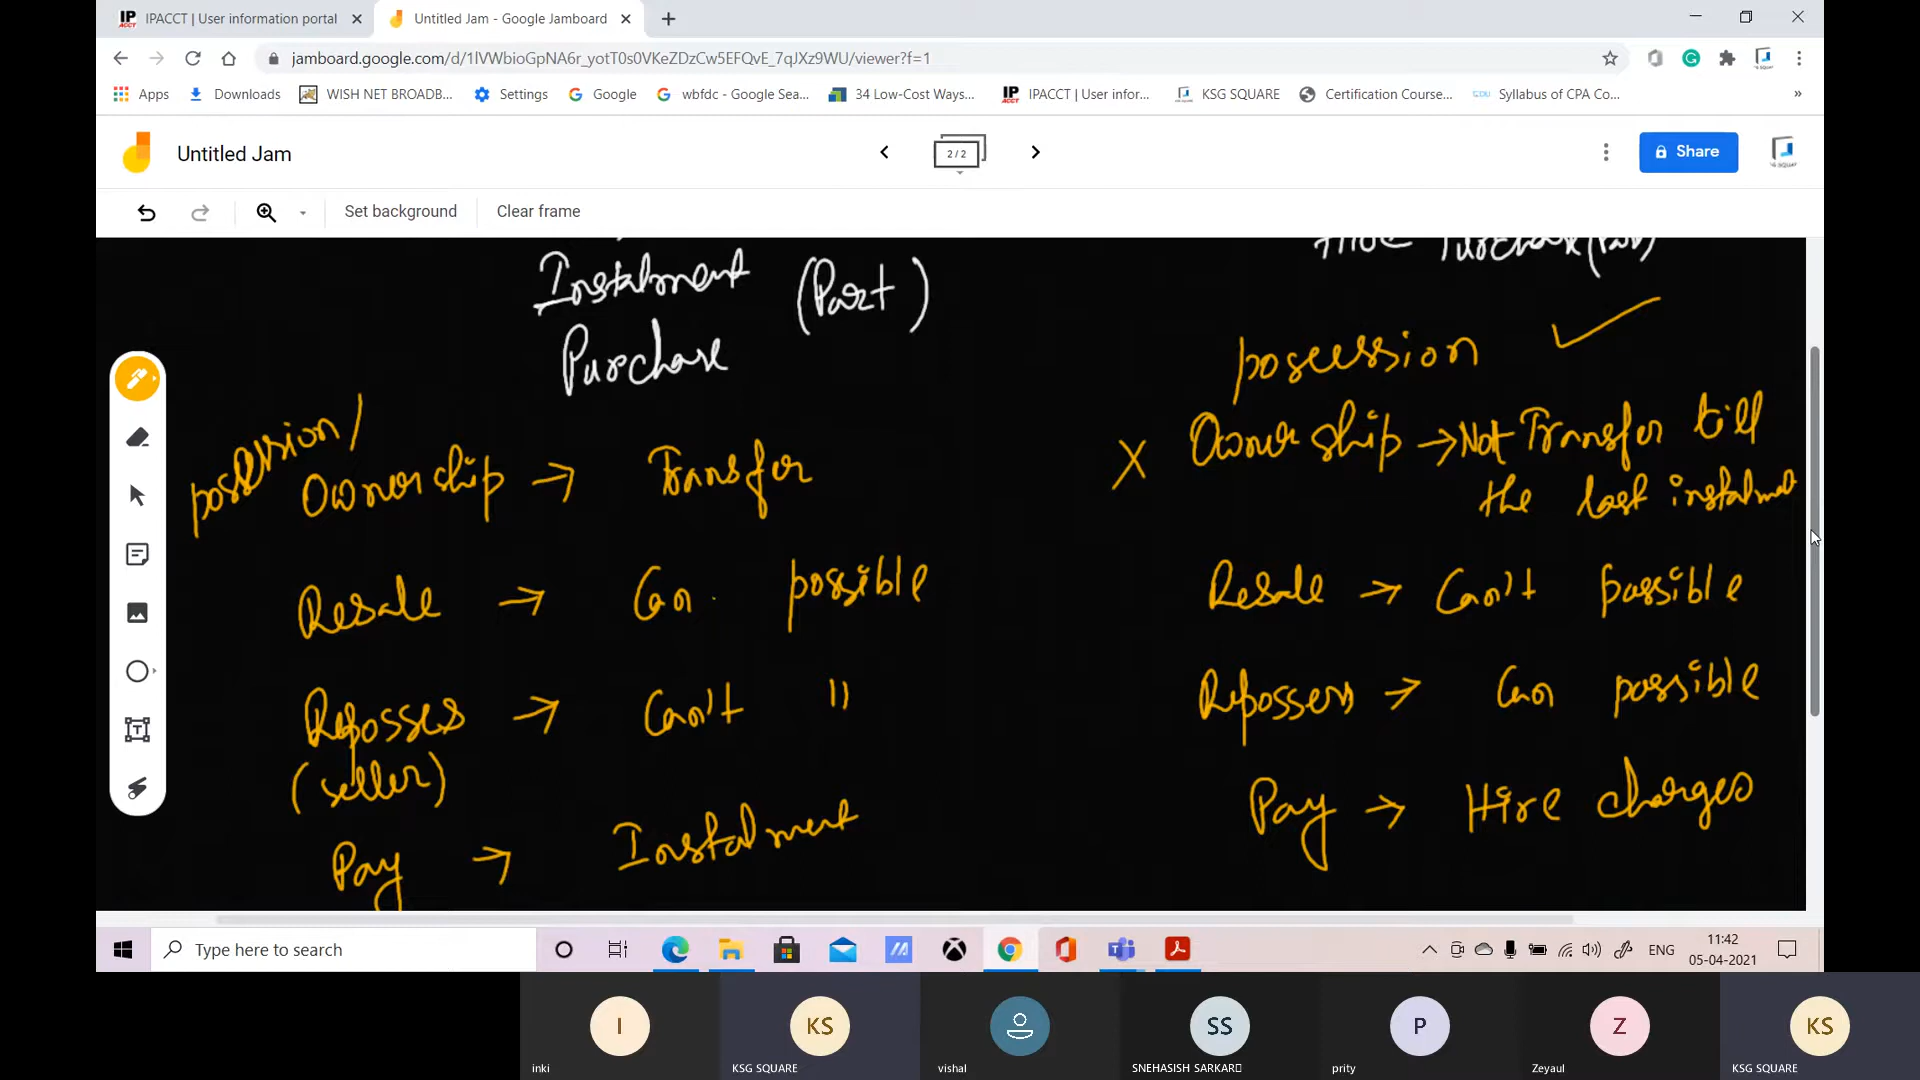 IPACCT | User information portal
Untitled Jam - Google Jamboard
jamboard.google.com/d/1lVWbioGpNA6r_yotT0s0VKeZDzCw5EFQvE_7qJXz9WU/viewer?f=1
Apps Downloads WISH NET BROADB... Settings Google wbfdc - Google Sea... 34 Low-Cost Ways... IPACCT | User infor... KSG SQUARE Certification Course... Syllabus of CPA Co... »
Untitled Jam
2 / 2
Share
Set background Clear frame
Instalment (Part)
Purchase
possession/
Ownership → Transfer
Resale → Can possible
Reposses → Can't "
(seller)
Pay → Instalment
Hire Purchase
possession ✓
X Ownership → Not Transfer till
the last instalment
Resale → Can't possible
Repossess → Can possible
Pay → Hire charges
Type here to search
ENG
11:42
05-04-2021
I KS SS P Z KS
inki KSG SQUARE vishal SNEHASISH SARKAR prity Zeyaul KSG SQUARE